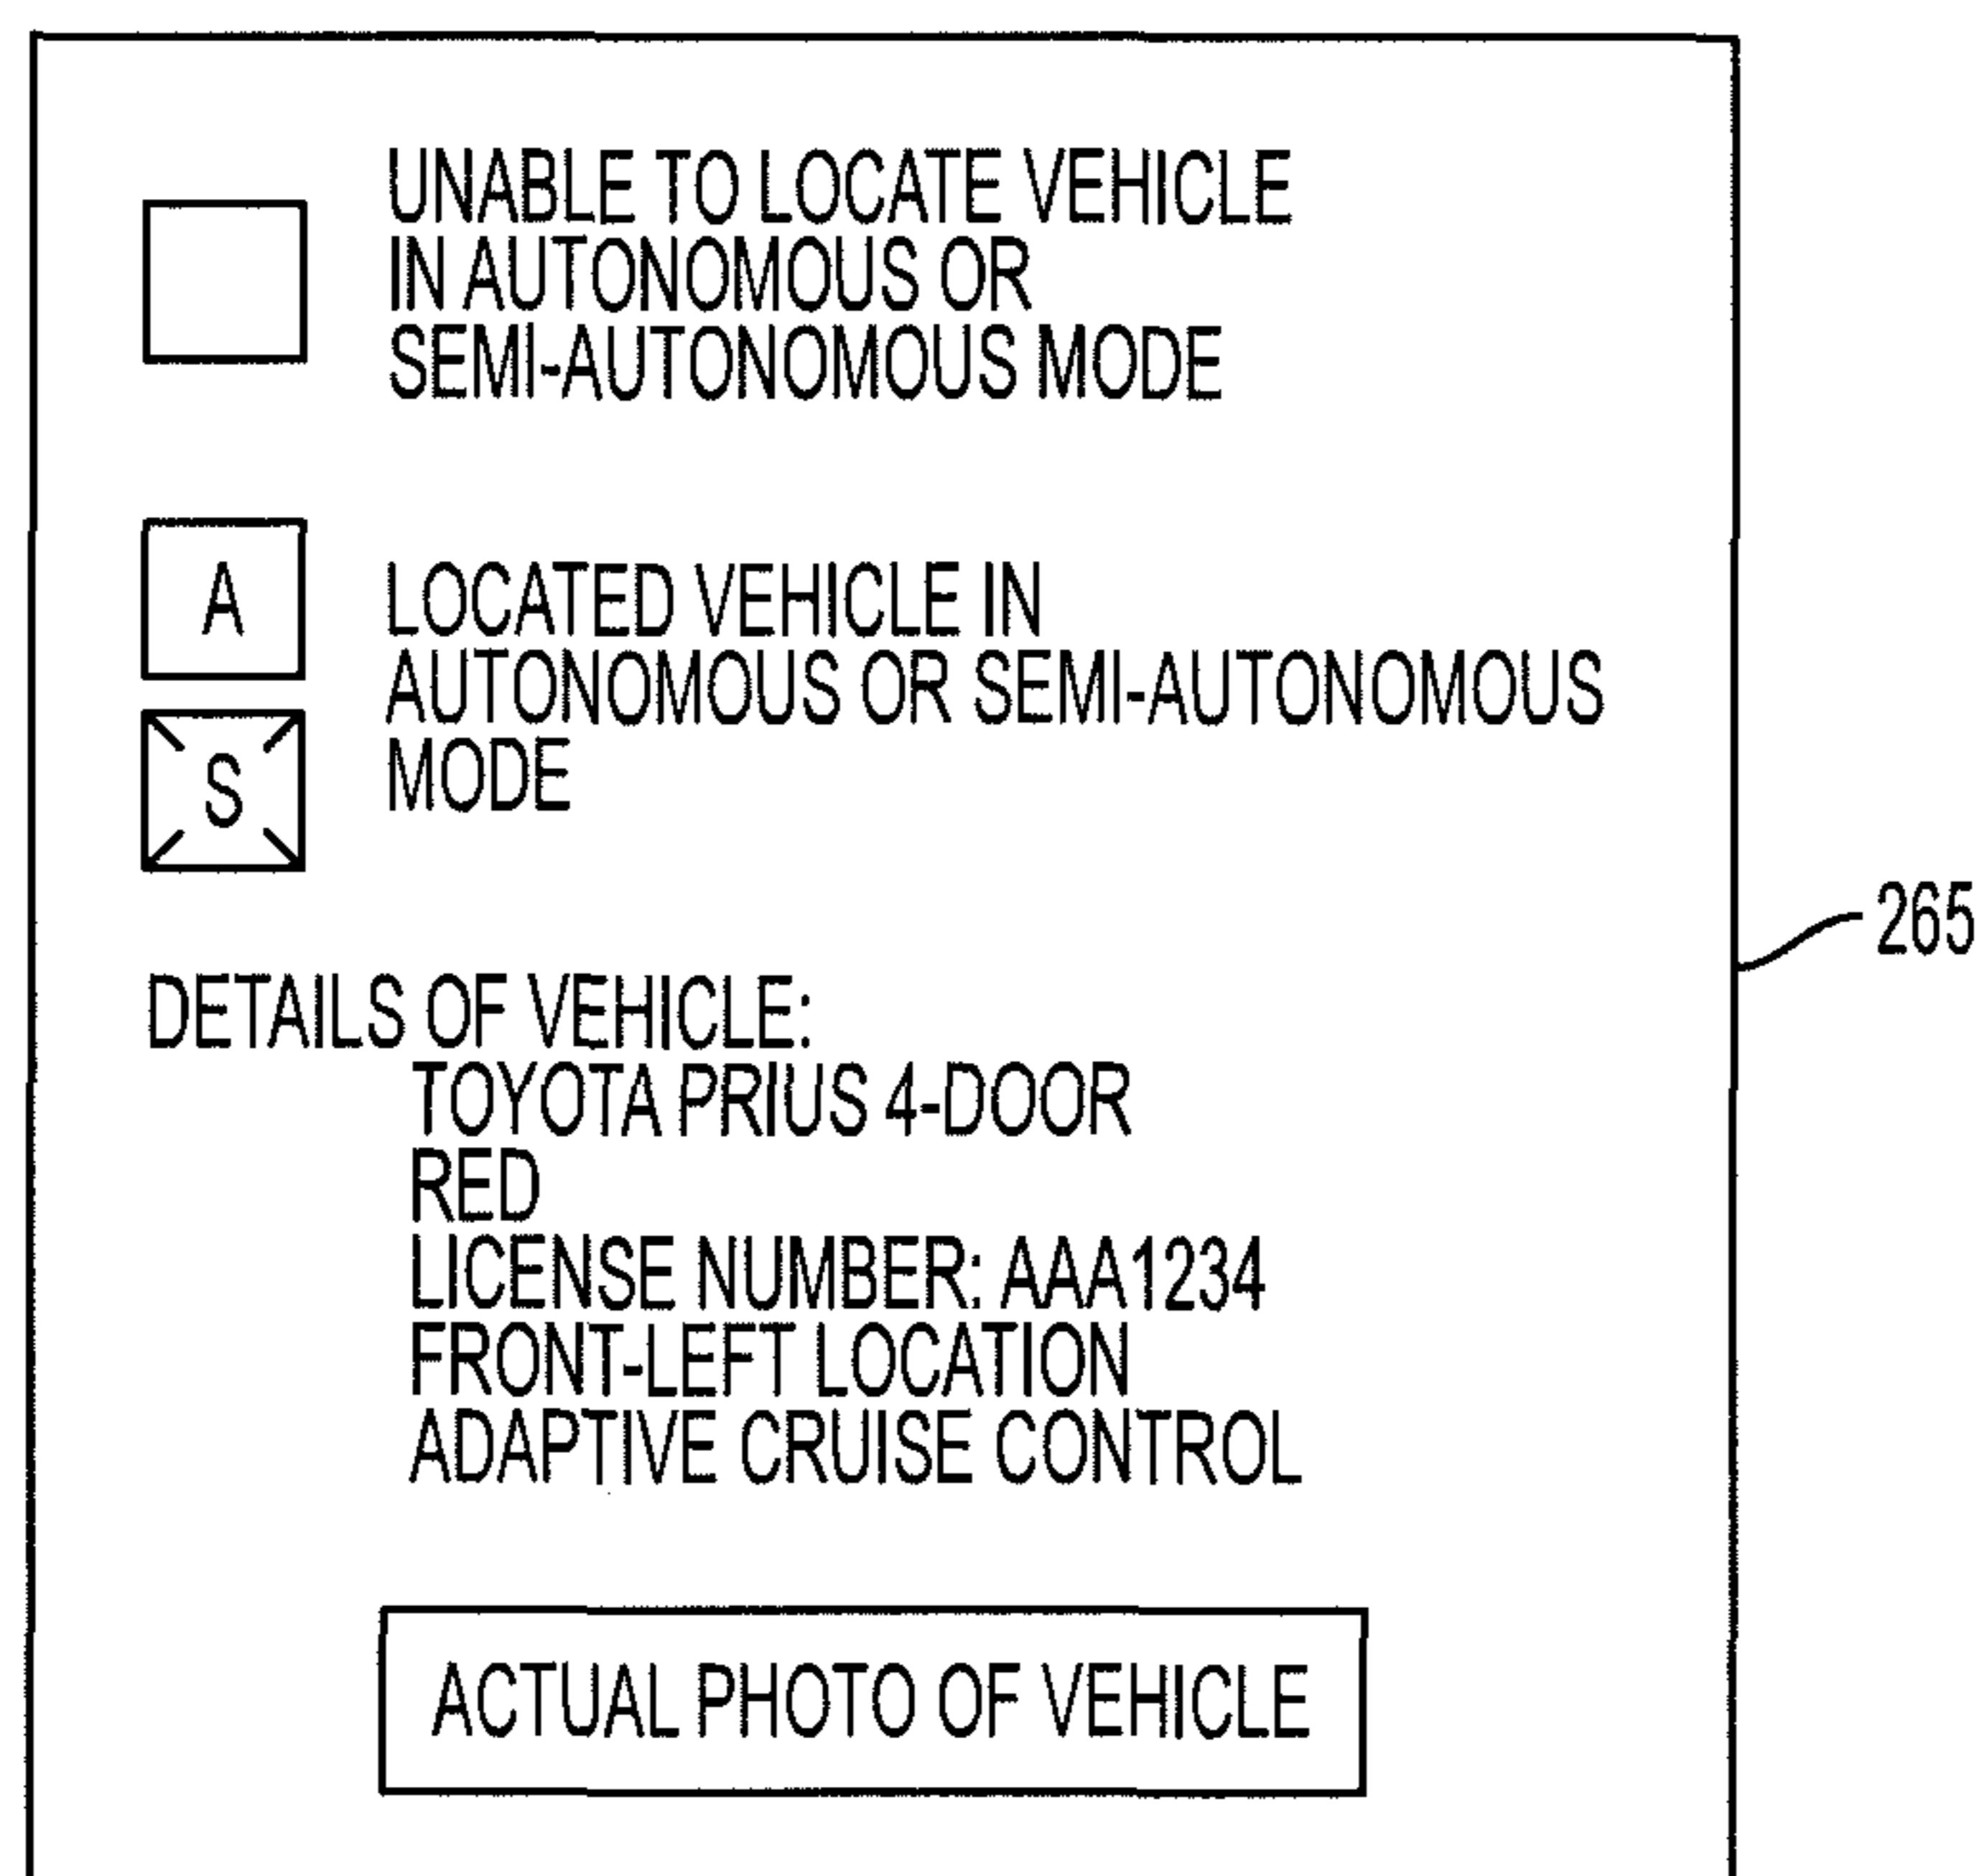 UNABLE TO LOCATE VEHICLE
IN AUTONOMOUS OR
SEMI-AUTONOMOUS MODE
A
LOCATED VEHICLE IN
AUTONOMOUS OR SEMI-AUTONOMOUS
MODE
S
265
DETAILS OF VEHICLE:
TOYOTA PRIUS 4-DOOR
RED
LICENSE NUMBER: AAA1234
FRONT-LEFT LOCATION
ADAPTIVE CRUISE CONTROL
ACTUAL PHOTO OF VEHICLE